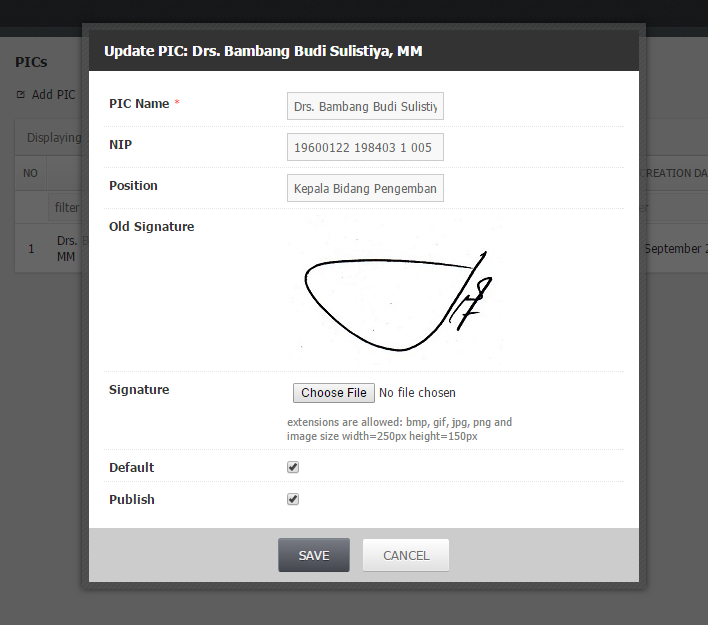 Update PIC: Drs. Bambang Budi Sulistiya, MM
PICs
Add PIC
Displaying
NO
CREATION DA
filter
1
Drs. B
MM
September 2
PIC Name *
Drs. Bambang Budi Sulistiy
NIP
19600122 198403 1 005
Position
Kepala Bidang Pengemban
Old Signature
Signature
Choose File No file chosen
extensions are allowed: bmp, gif, jpg, png and
image size width=250px height=150px
Default
Publish
SAVE
CANCEL